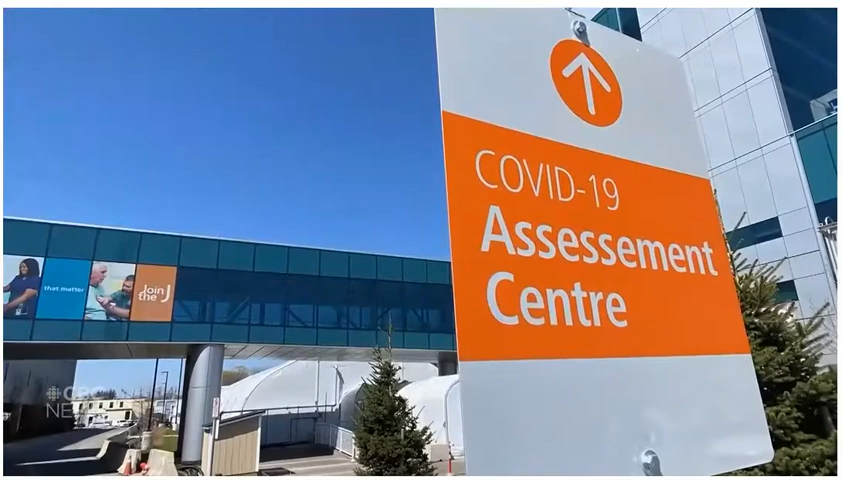 COVID-19
Assessement
Centre
that matter
Join
the J
CBC
NEWS